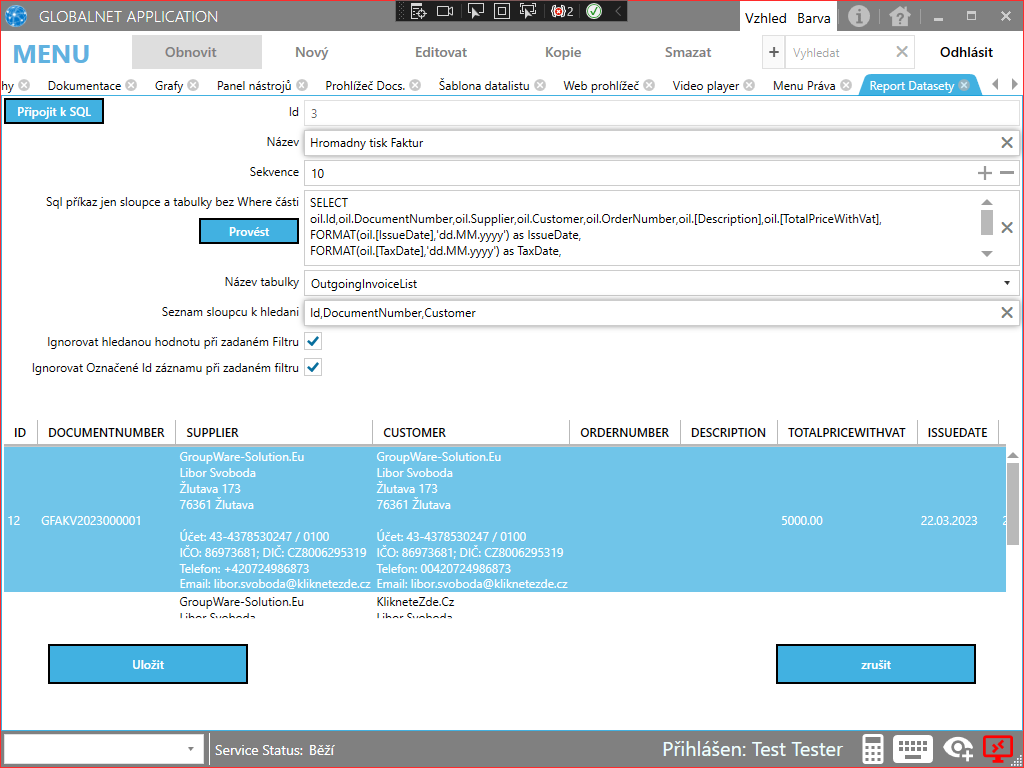 GLOBALNET APPLICATION
2
Vzhled Barva
MENU
Obnovit
Nový
Editovat
Kopie
Smazat
+
Vyhledat
Odhlásit
hy
Dokumentace
Grafy
Panel nástrojů
Prohlížeč Docs.
Šablona datalistu
Web prohlížeč
Video player
Menu Práva
Report Datasety
Připojit k SQL
Id
3
Název
Hromadny tisk Faktur
Sekvence
10
Sql příkaz jen sloupce a tabulky bez Where části
SELECT
oil.Id,oil.DocumentNumber,oil.Supplier,oil.Customer,oil.OrderNumber,oil.[Description],oil.[TotalPriceWithVat],
FORMAT(oil.[IssueDate],'dd.MM.yyyy') as IssueDate,
FORMAT(oil.[TaxDate],'dd.MM.yyyy') as TaxDate,
Provést
Název tabulky
OutgoingInvoiceList
Seznam sloupcu k hledani
Id,DocumentNumber,Customer
Ignorovat hledanou hodnotu při zadaném Filtru
Ignorovat Označené Id záznamu při zadaném filtru
ID DOCUMENTNUMBER SUPPLIER CUSTOMER ORDERNUMBER DESCRIPTION TOTALPRICEWITHVAT ISSUEDATE
12
GFAKV2023000001
GroupWare-Solution.Eu
Libor Svoboda
Žlutava 173
76361 Žlutava
Účet: 43-4378530247 / 0100
IČO: 86973681; DIČ: CZ8006295319
Telefon: +420724986873
Email: libor.svoboda@kliknetezde.cz
GroupWare-Solution.Eu
Libor Svoboda
Žlutava 173
76361 Žlutava
Účet: 43-4378530247 / 0100
IČO: 86973681; DIČ: CZ8006295319
Telefon: 00420724986873
Email: libor.svoboda@kliknetezde.cz
5000.00
22.03.2023
GroupWare-Solution.Eu
Libor Svoboda
KlikneteZde.Cz
Libor Svoboda
Uložit
zrušit
Service Status: Běží
Přihlášen: Test Tester